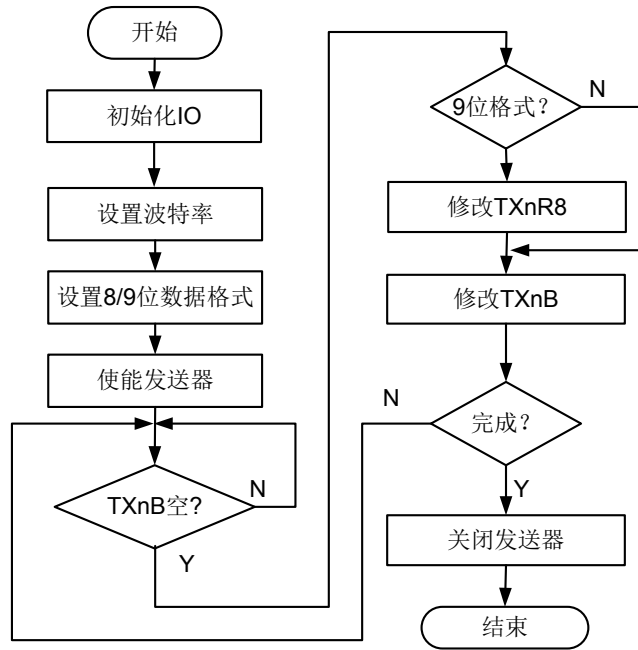 开始
初始化IO
设置波特率
设置8/9位数据格式
使能发送器
TXnB空?
N
Y
9位格式？
N
修改TXnR8
修改TXnB
完成？
N
Y
关闭发送器
结束